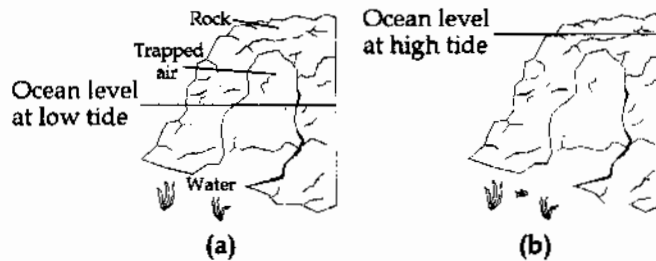 Rock
Trapped
air
Ocean level
at low tide
Water
(a)
Ocean level
at high tide
(b)